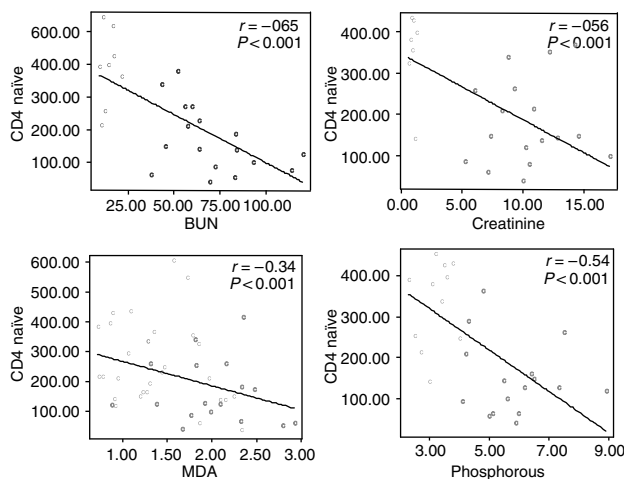 r = −065
P < 0.001
600.00
500.00
400.00
300.00
200.00
100.00
CD4 naïve
25.00 50.00 75.00 100.00
BUN
r = −056
P < 0.001
400.00
300.00
200.00
100.00
0.00
CD4 naïve
0.00 5.00 10.00 15.00
Creatinine
r = −0.34
P < 0.001
600.00
500.00
400.00
300.00
200.00
100.00
CD4 naïve
1.00 1.50 2.00 2.50 3.00
MDA
r = −0.54
P < 0.001
400.00
300.00
200.00
100.00
0.00
CD4 naïve
3.00 5.00 7.00 9.00
Phosphorous